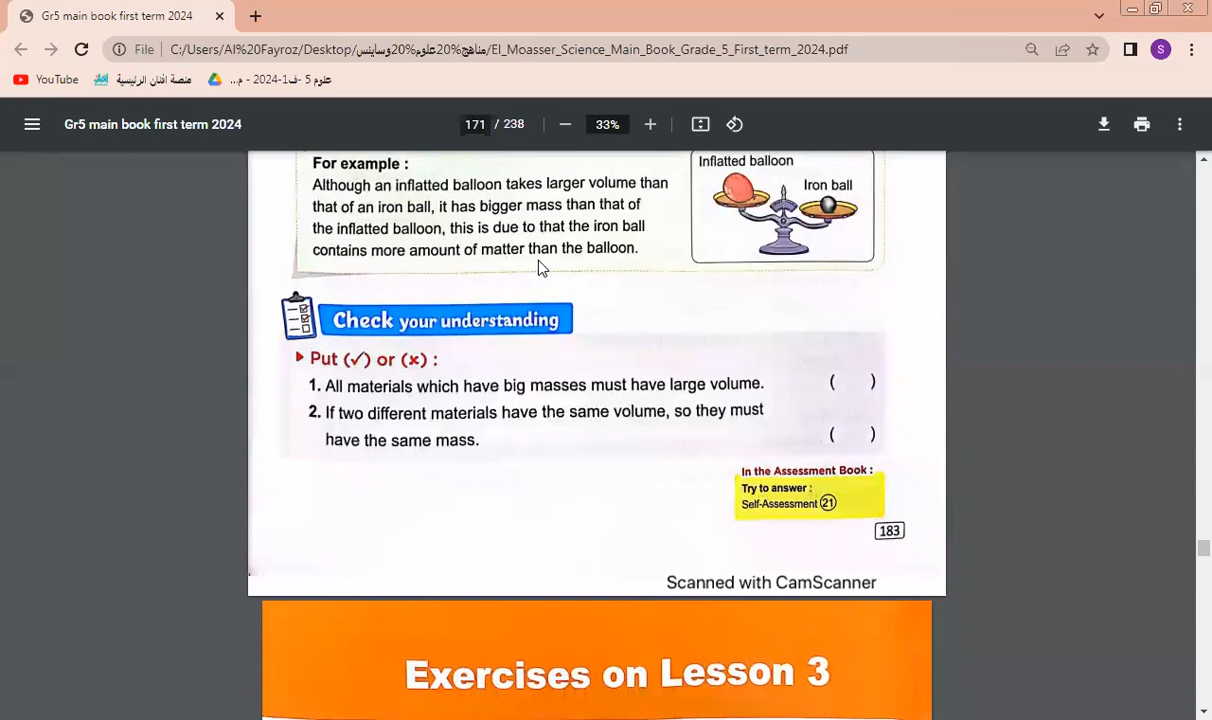 Gr5 main book first term 2024
File
C:/Users/Al%20Fayroz/Desktop/مناهج%20علوم%20وساينس/El_Moasser_Science_Main_Book_Grade_5_First_term_2024.pdf
S
YouTube
منصة افنان الرئيسية
علوم 5 -ف1-2024 - م...
Gr5 main book first term 2024
171 / 238
33%
For example :
Although an inflatted balloon takes larger volume than
that of an iron ball, it has bigger mass than that of
the inflatted balloon, this is due to that the iron ball
contains more amount of matter than the balloon.
Inflatted balloon
Iron ball
Check your understanding
Put (✓) or (x) :
1. All materials which have big masses must have large volume. ( )
2. If two different materials have the same volume, so they must
have the same mass. ( )
In the Assessment Book :
Try to answer :
Self-Assessment 21
183
Scanned with CamScanner
Exercises on Lesson 3